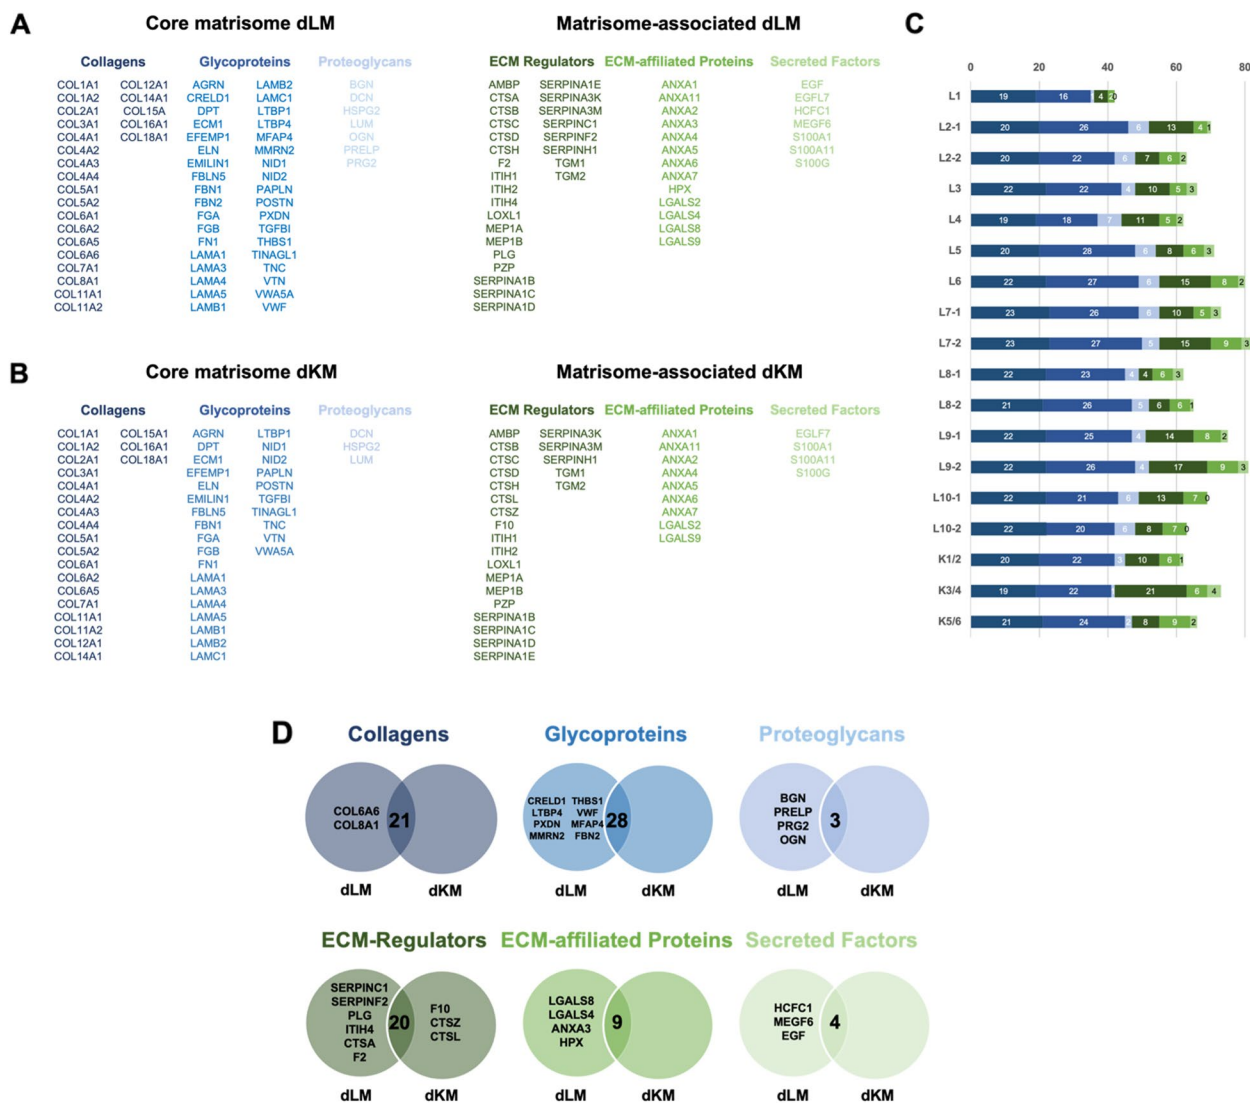 A
Core matrisome dLM
Matrisome-associated dLM
Collagens Glycoproteins Proteoglycans ECM Regulators ECM-affiliated Proteins Secreted Factors
COL1A1 COL12A1 AGRN LAMB2 BGN AMBP SERPINA1E ANXA1 EGF
COL1A2 COL14A1 CRELD1 LAMC1 DCN CTSA SERPINA3K ANXA11 EGFL7
COL2A1 COL15A DPT LTBP1 HSPG2 CTSB SERPINA3M ANXA2 HCFC1
COL3A1 COL16A1 ECM1 LTBP4 LUM CTSC SERPINC1 ANXA3 MEGF6
COL4A1 COL18A1 EFEMP1 MFAP4 OGN CTSD SERPINF2 ANXA4 S100A1
COL4A2 ELN MMRN2 PRELP CTSH SERPINH1 ANXA5 S100A11
COL4A3 EMILIN1 NID1 PRG2 F2 TGM1 ANXA6 S100G
COL4A4 FBLN5 NID2 ITIH1 TGM2 ANXA7
COL5A1 FBN1 PAPLN ITIH2 HPX
COL5A2 FBN2 POSTN ITIH4 LGALS2
COL6A1 FGA PXDN LOXL1 LGALS4
COL6A2 FGB TGFBI MEP1A LGALS8
COL6A5 FN1 THBS1 MEP1B LGALS9
COL6A6 LAMA1 TINAGL1 PLG
COL7A1 LAMA3 TNC PZP
COL8A1 LAMA4 VTN SERPINA1B
COL11A1 LAMA5 VWA5A SERPINA1C
COL11A2 LAMB1 VWF SERPINA1D
B
Core matrisome dKM
Matrisome-associated dKM
Collagens Glycoproteins Proteoglycans ECM Regulators ECM-affiliated Proteins Secreted Factors
COL1A1 COL15A1 AGRN LTBP1 DCN AMBP SERPINA3K ANXA1 EGLF7
COL1A2 COL16A1 DPT NID1 HSPG2 CTSB SERPINA3M ANXA11 S100A1
COL2A1 COL18A1 ECM1 NID2 LUM CTSC SERPINH1 ANXA2 S100A11
COL3A1 EFEMP1 PAPLN CTSD TGM1 ANXA4 S100G
COL4A1 ELN POSTN CTSH TGM2 ANXA5
COL4A2 EMILIN1 TGFBI CTSL ANXA6
COL4A3 FBLN5 TINAGL1 CTSZ ANXA7
COL4A4 FBN1 TNC F10 LGALS2
COL5A1 FGA VTN ITIH1 LGALS9
COL5A2 FGB VWA5A ITIH2
COL6A1 FN1 LOXL1
COL6A2 LAMA1 MEP1A
COL6A5 LAMA3 MEP1B
COL7A1 LAMA4 PZP
COL11A1 LAMA5 SERPINA1B
COL11A2 LAMB1 SERPINA1C
COL12A1 LAMB2 SERPINA1D
COL14A1 LAMC1 SERPINA1E
C
0 20 40 60 80
L1 19 16 4
L2-1 20 26 6 13 4 1
L2-2 20 22 6 7 6 2
L3 22 22 4 10 5 3
L4 19 18 7 11 5 2
L5 20 28 6 8 6 3
L6 22 27 6 15 8 2
L7-1 23 26 6 10 5 3
L7-2 23 27 5 15 9 3
L8-1 22 23 4 4 6 3
L8-2 21 26 5 6 6 1
L9-1 22 25 4 14 8 2
L9-2 22 26 4 17 9 3
L10-1 22 21 6 13 7 0
L10-2 22 20 6 8 7 0
K1/2 20 22 3 10 6 1
K3/4 19 22 21 6 4
K5/6 21 24 2 8 9 2
D
Collagens
COL6A6
COL8A1
21
dLM dKM
Glycoproteins
CRELD1 THBS1
LTBP4 VWF
PXDN MFAP4
MMRN2 FBN2
28
dLM dKM
Proteoglycans
BGN
PRELP
PRG2
OGN
3
dLM dKM
ECM-Regulators
SERPINC1
SERPINF2
PLG
ITIH4
CTSA
F2
20
F10
CTSZ
CTSL
dLM dKM
ECM-affiliated Proteins
LGALS8
LGALS4
ANXA3
HPX
9
dLM dKM
Secreted Factors
HCFC1
MEGF6
EGF
4
dLM dKM